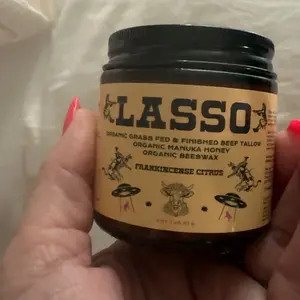 LASSO
ORGANIC GRASS FED & FINISHED BEEF TALLOW
ORGANIC MANUKA HONEY
ORGANIC BEESWAX
FRANKINCENSE CITRUS